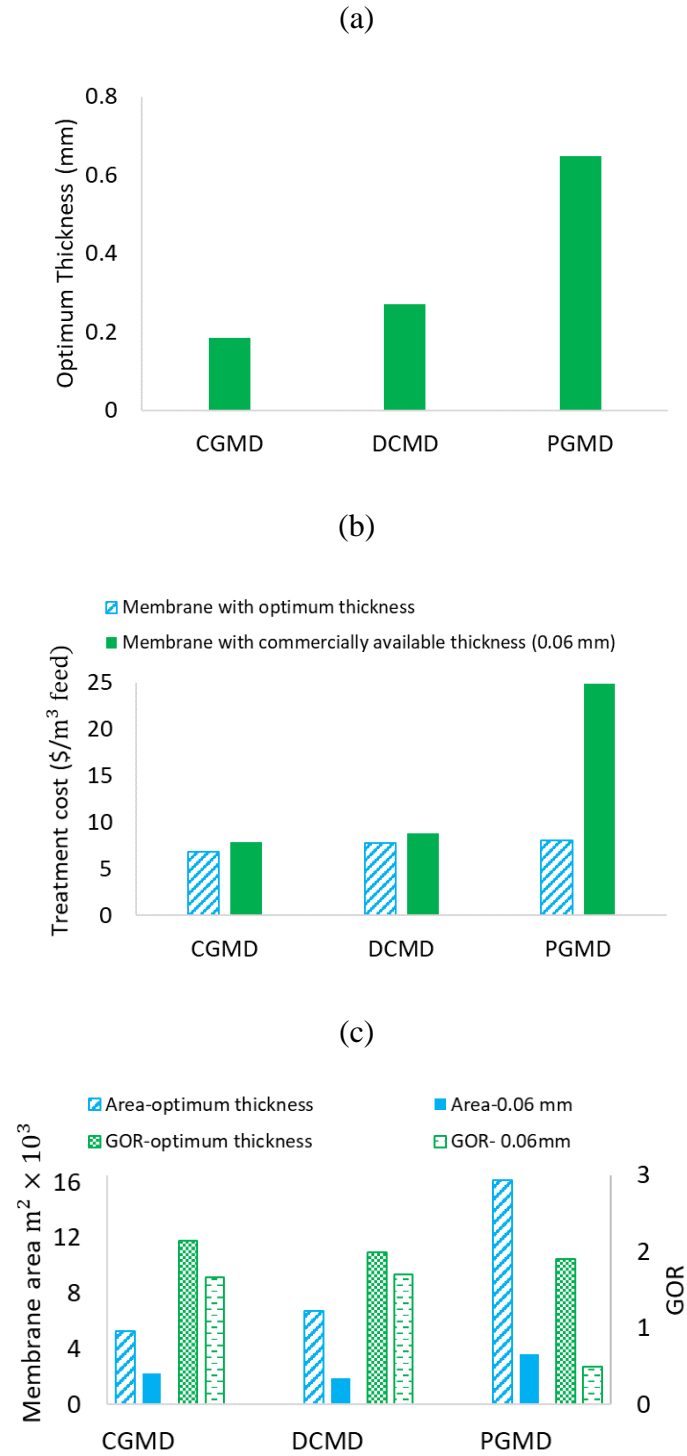 (a)
0.8
0.6
0.4
0.2
0
Optimum Thickness (mm)
CGMD DCMD PGMD
(b)
Membrane with optimum thickness
Membrane with commercially available thickness (0.06 mm)
25
20
15
10
5
0
Treatment cost ($/m³ feed)
CGMD DCMD PGMD
(c)
Area-optimum thickness Area-0.06 mm
GOR-optimum thickness GOR- 0.06mm
16 3
12 2
8
4 1
0 0
Membrane area m² × 10³
GOR
CGMD DCMD PGMD